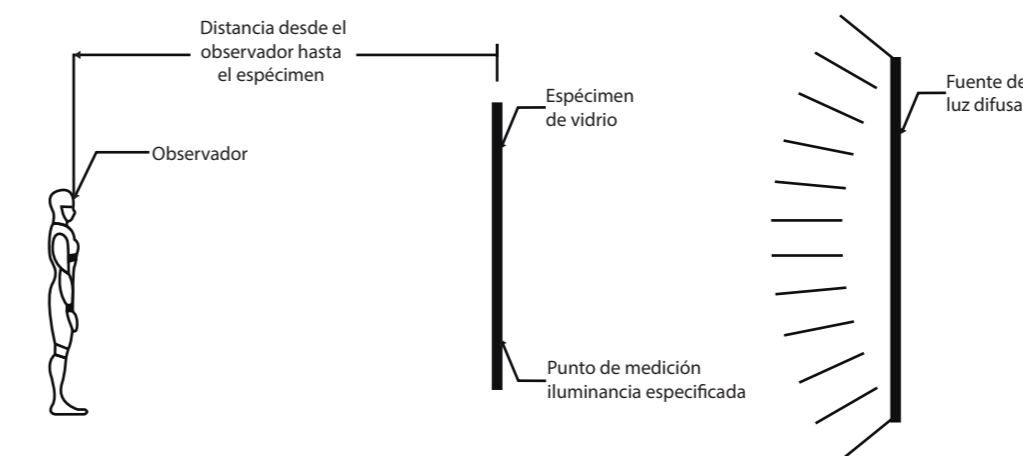 Distancia desde el
observador hasta
el espécimen
Observador
Espécimen
de vidrio
Punto de medición
iluminancia especificada
Fuente de
luz difusa